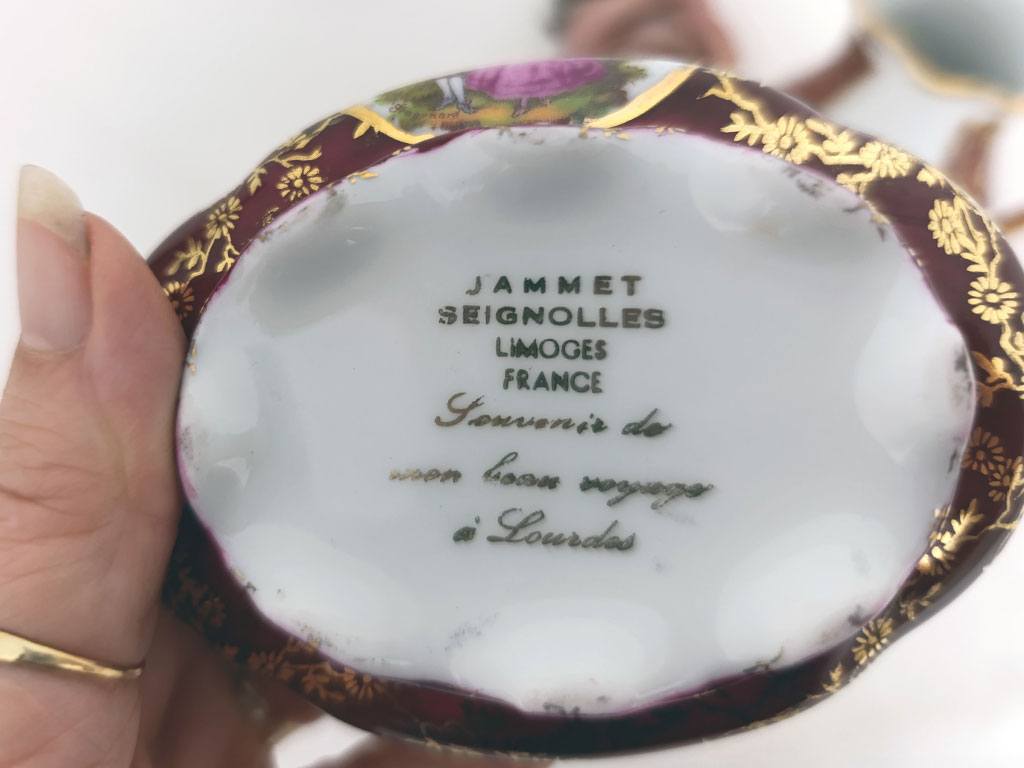 JAMMET
SEIGNOLLES
LIMOGES
FRANCE
Souvenir de
mon beau voyage
à Lourdes